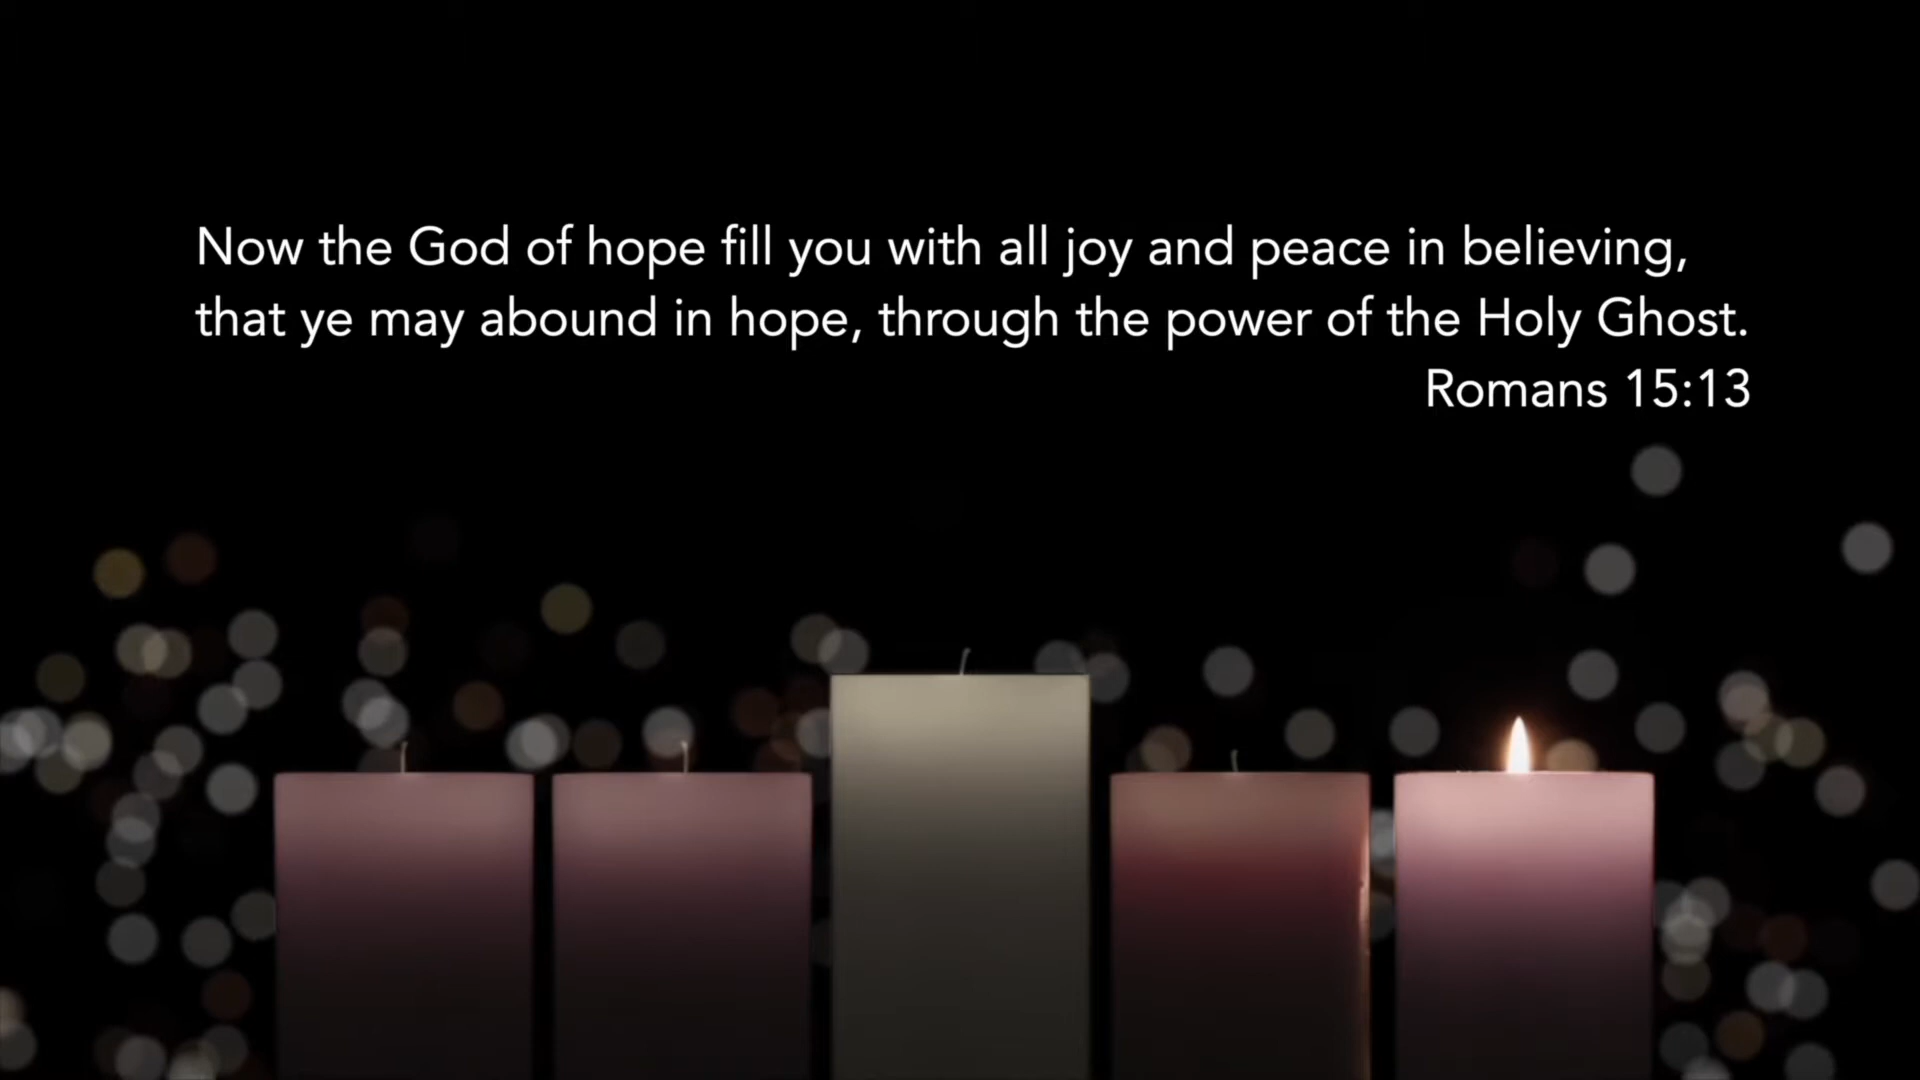 Now the God of hope fill you with all joy and peace in believing,
that ye may abound in hope, through the power of the Holy Ghost.
Romans 15:13